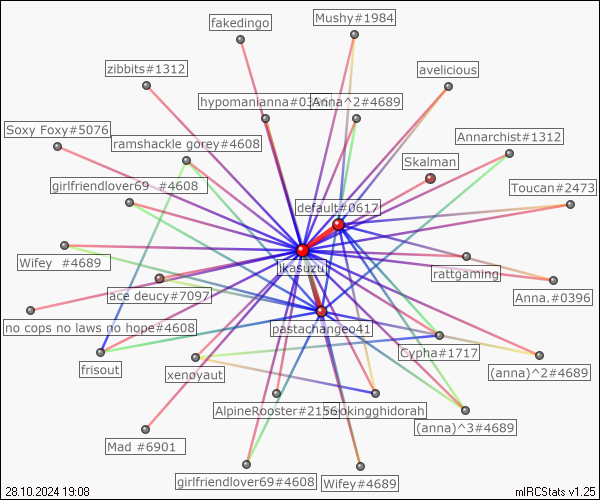 fakedingo
Mushy#1984
zibbits#1312
avelicious
Anna^2#4689
Soxy Foxy#5076
ramshackle gorey#4608
Annarchist#1312
Skalman
girlfriendlover69 #4608
Toucan#2473
default#0617
Wifey #4689
ikasuzu
rattgaming
ace deucy#7097
Anna.#0396
no cops no laws no hope#4608
pastachangeo41
Cypha#1717
frisout
xenoyaut
(anna)^2#4689
AlpineRooster#2156
(anna)^3#4689
Mad #6901
girlfriendlover69#4608
Wifey#4689
28.10.2024 19:08
mIRCStats v1.25